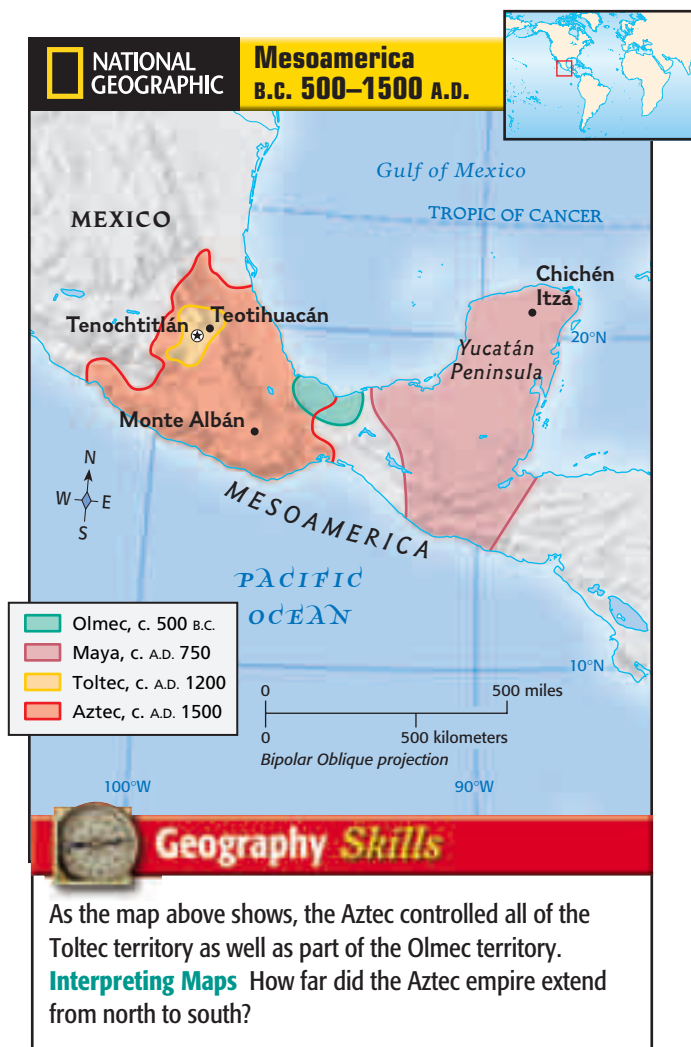 NATIONAL
GEOGRAPHIC
Mesoamerica
B.C. 500–1500 A.D.
Gulf of Mexico
TROPIC OF CANCER
MEXICO
Chichén
Itzá
Teotihuacán
Tenochtitlán
20°N
Yucatán
Peninsula
Monte Albán
N
W E
S
MESOAMERICA
PACIFIC
OCEAN
Olmec, c. 500 B.C.
Maya, c. A.D. 750
Toltec, c. A.D. 1200
Aztec, c. A.D. 1500
10°N
0 500 miles
0 500 kilometers
Bipolar Oblique projection
100°W 90°W
Geography Skills
As the map above shows, the Aztec controlled all of the
Toltec territory as well as part of the Olmec territory.
Interpreting Maps How far did the Aztec empire extend
from north to south?